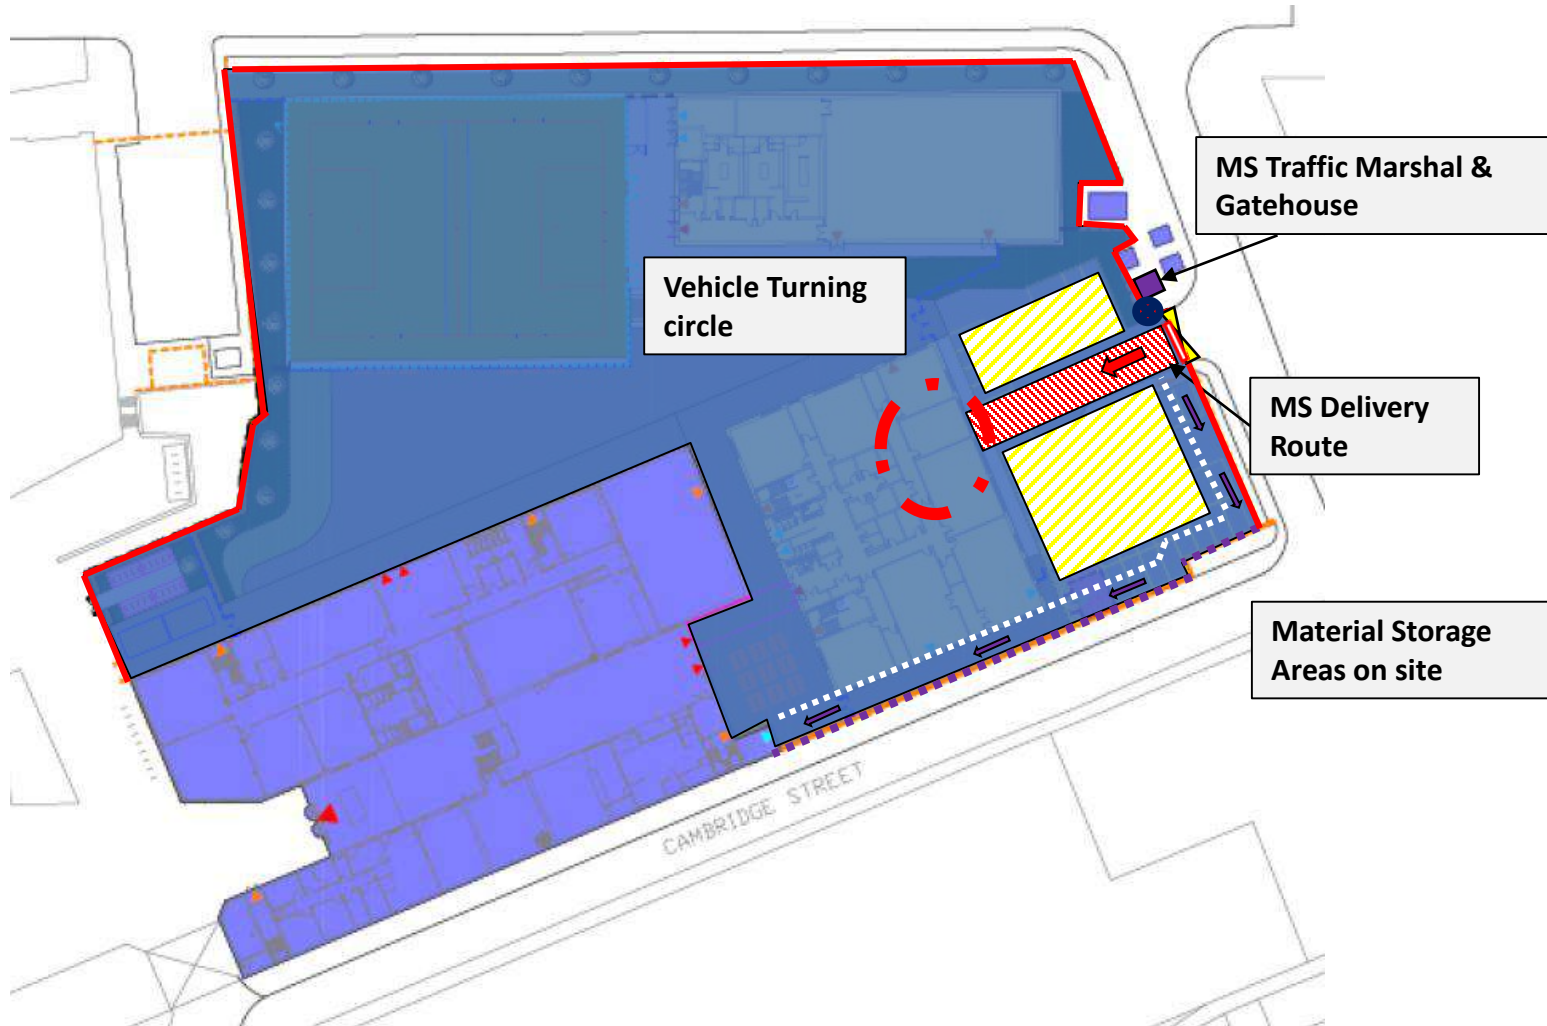 MS Traffic Marshal &
Gatehouse
Vehicle Turning
circle
MS Delivery
Route
Material Storage
Areas on site
CAMBRIDGE STREET